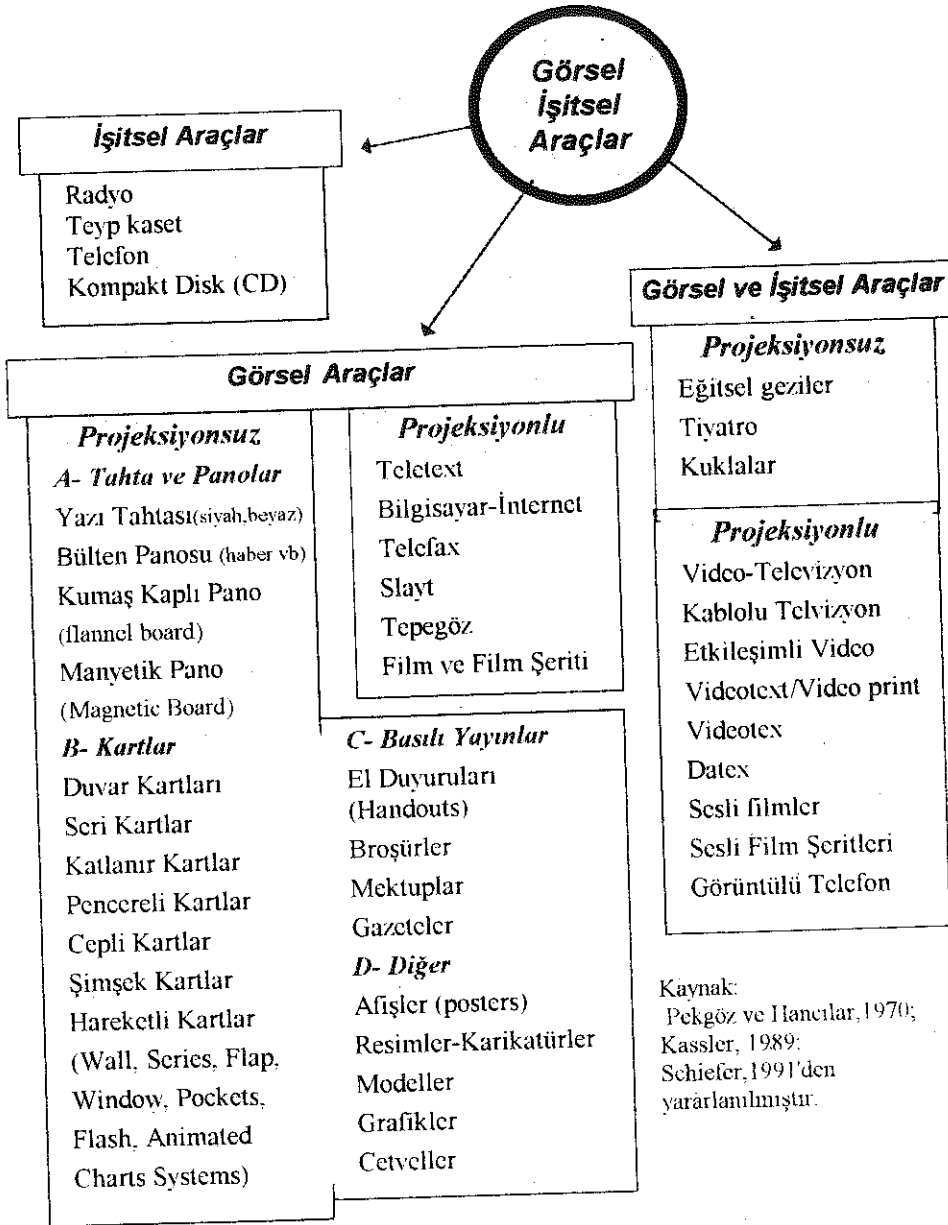 Görsel
İşitsel
Araçlar
İşitsel Araçlar
Radyo
Teyp kaset
Telefon
Kompakt Disk (CD)
Görsel Araçlar
Projeksiyonsuz
A- Tahta ve Panolar
Yazı Tahtası(siyah,beyaz)
Bülten Panosu (haber vb)
Kumaş Kaplı Pano
(flannel board)
Manyetik Pano
(Magnetic Board)
B- Kartlar
Duvar Kartları
Seri Kartlar
Katlanır Kartlar
Pencereli Kartlar
Cepli Kartlar
Şimşek Kartlar
Hareketli Kartlar
(Wall, Series, Flap,
Window, Pockets,
Flash, Animated
Charts Systems)
Projeksiyonlu
Teletext
Bilgisayar-İnternet
Telefax
Slayt
Tepegöz
Film ve Film Şeriti
C- Basılı Yayınlar
El Duyuruları
(Handouts)
Broşürler
Mektuplar
Gazeteler
D- Diğer
Afişler (posters)
Resimler-Karikatürler
Modeller
Grafikler
Cetveller
Görsel ve İşitsel Araçlar
Projeksiyonsuz
Eğitsel geziler
Tiyatro
Kuklalar
Projeksiyonlu
Video-Televizyon
Kablolu Telvizyon
Etkileşimli Video
Videotext/Video print
Videotex
Datex
Sesli filmler
Sesli Film Şeritleri
Görüntülü Telefon
Kaynak:
Pekgöz ve Hancılar,1970;
Kassler, 1989;
Schiefer,1991'den
yararlanılmıştır.